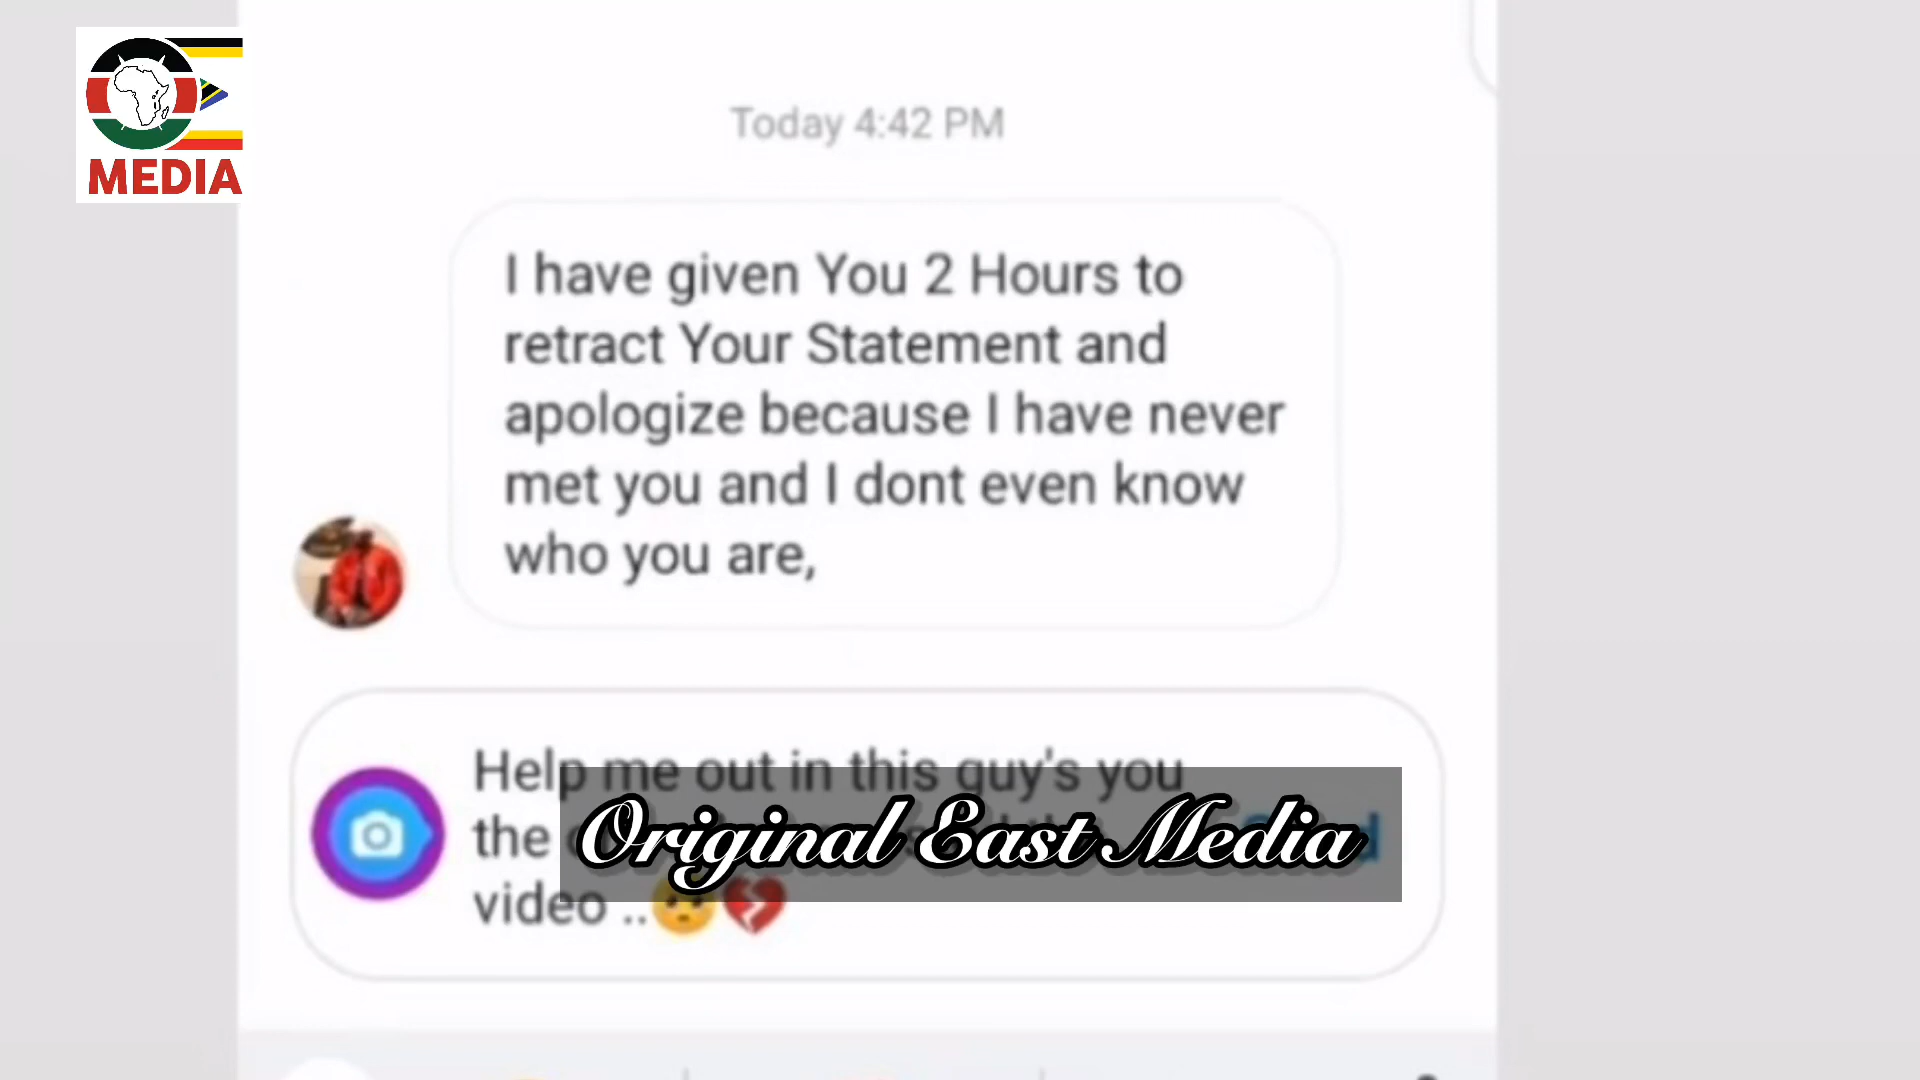 MEDIA
Today 4:42 PM
I have given You 2 Hours to
retract Your Statement and
apologize because I have never
met you and I dont even know
who you are,
Help me out in this guy's you
the
Original East Media
video ..🥺💔